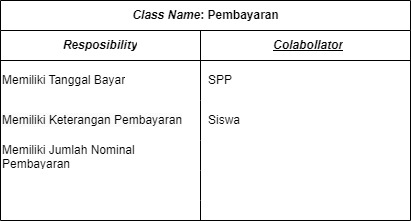 Class Name: Pembayaran
Resposibility Colabollator
Memiliki Tanggal Bayar SPP
Memiliki Keterangan Pembayaran Siswa
Memiliki Jumlah Nominal
Pembayaran